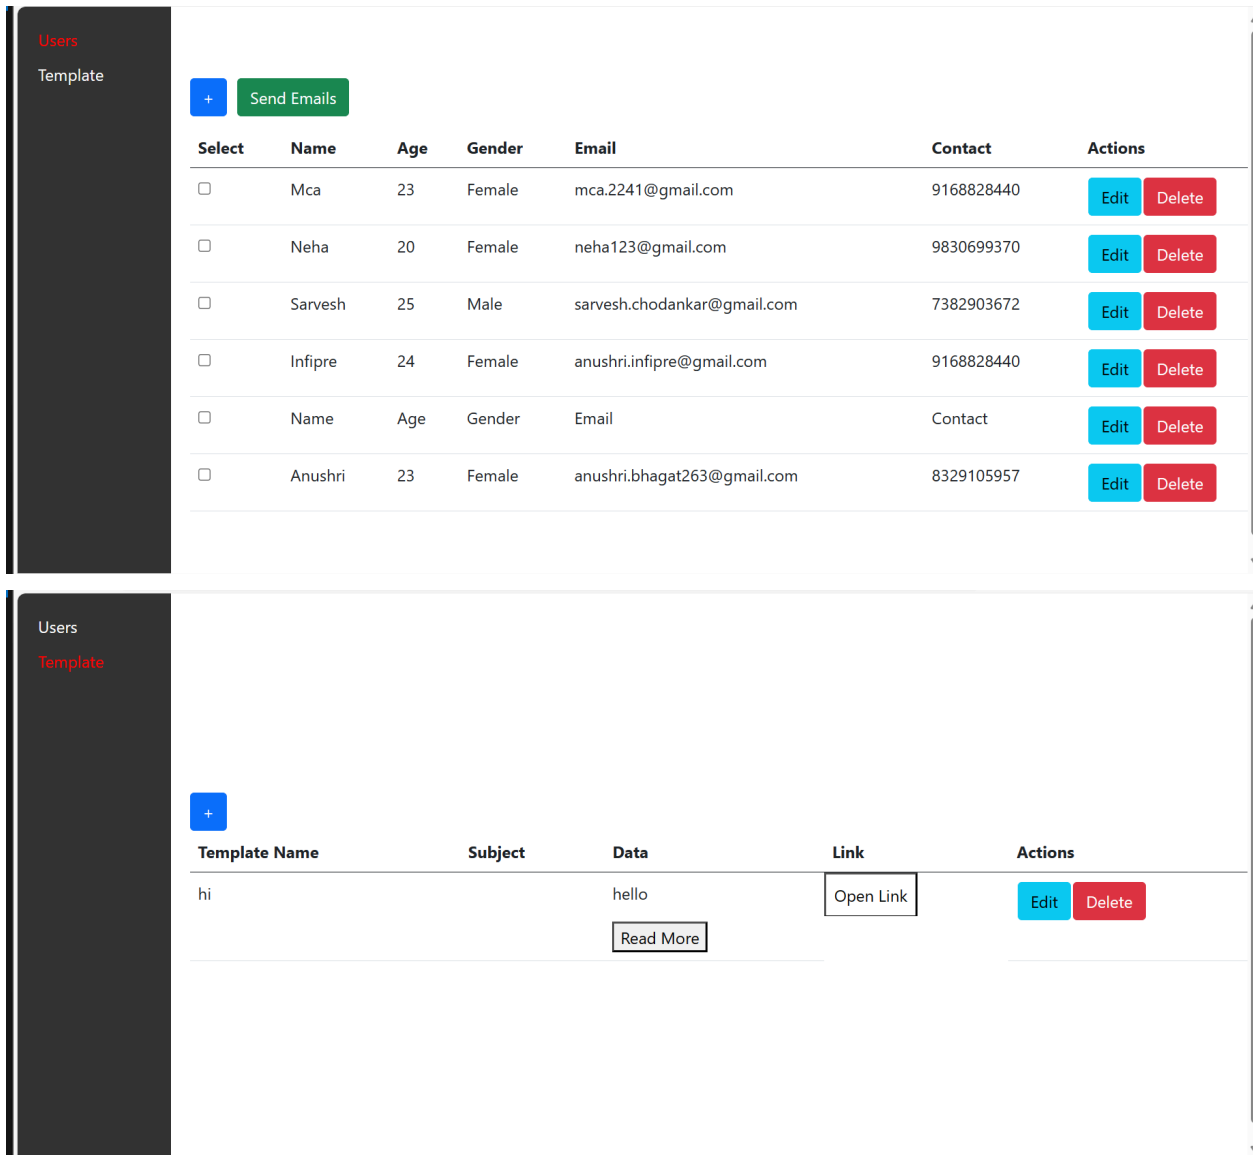 Users
Template
+ Send Emails
Select Name Age Gender Email Contact Actions
Mca 23 Female mca.2241@gmail.com 9168828440 Edit Delete
Neha 20 Female neha123@gmail.com 9830699370 Edit Delete
Sarvesh 25 Male sarvesh.chodankar@gmail.com 7382903672 Edit Delete
Infipre 24 Female anushri.infipre@gmail.com 9168828440 Edit Delete
Name Age Gender Email Contact Edit Delete
Anushri 23 Female anushri.bhagat263@gmail.com 8329105957 Edit Delete
Users
Template
+
Template Name Subject Data Link Actions
hi hello Open Link Edit Delete
Read More